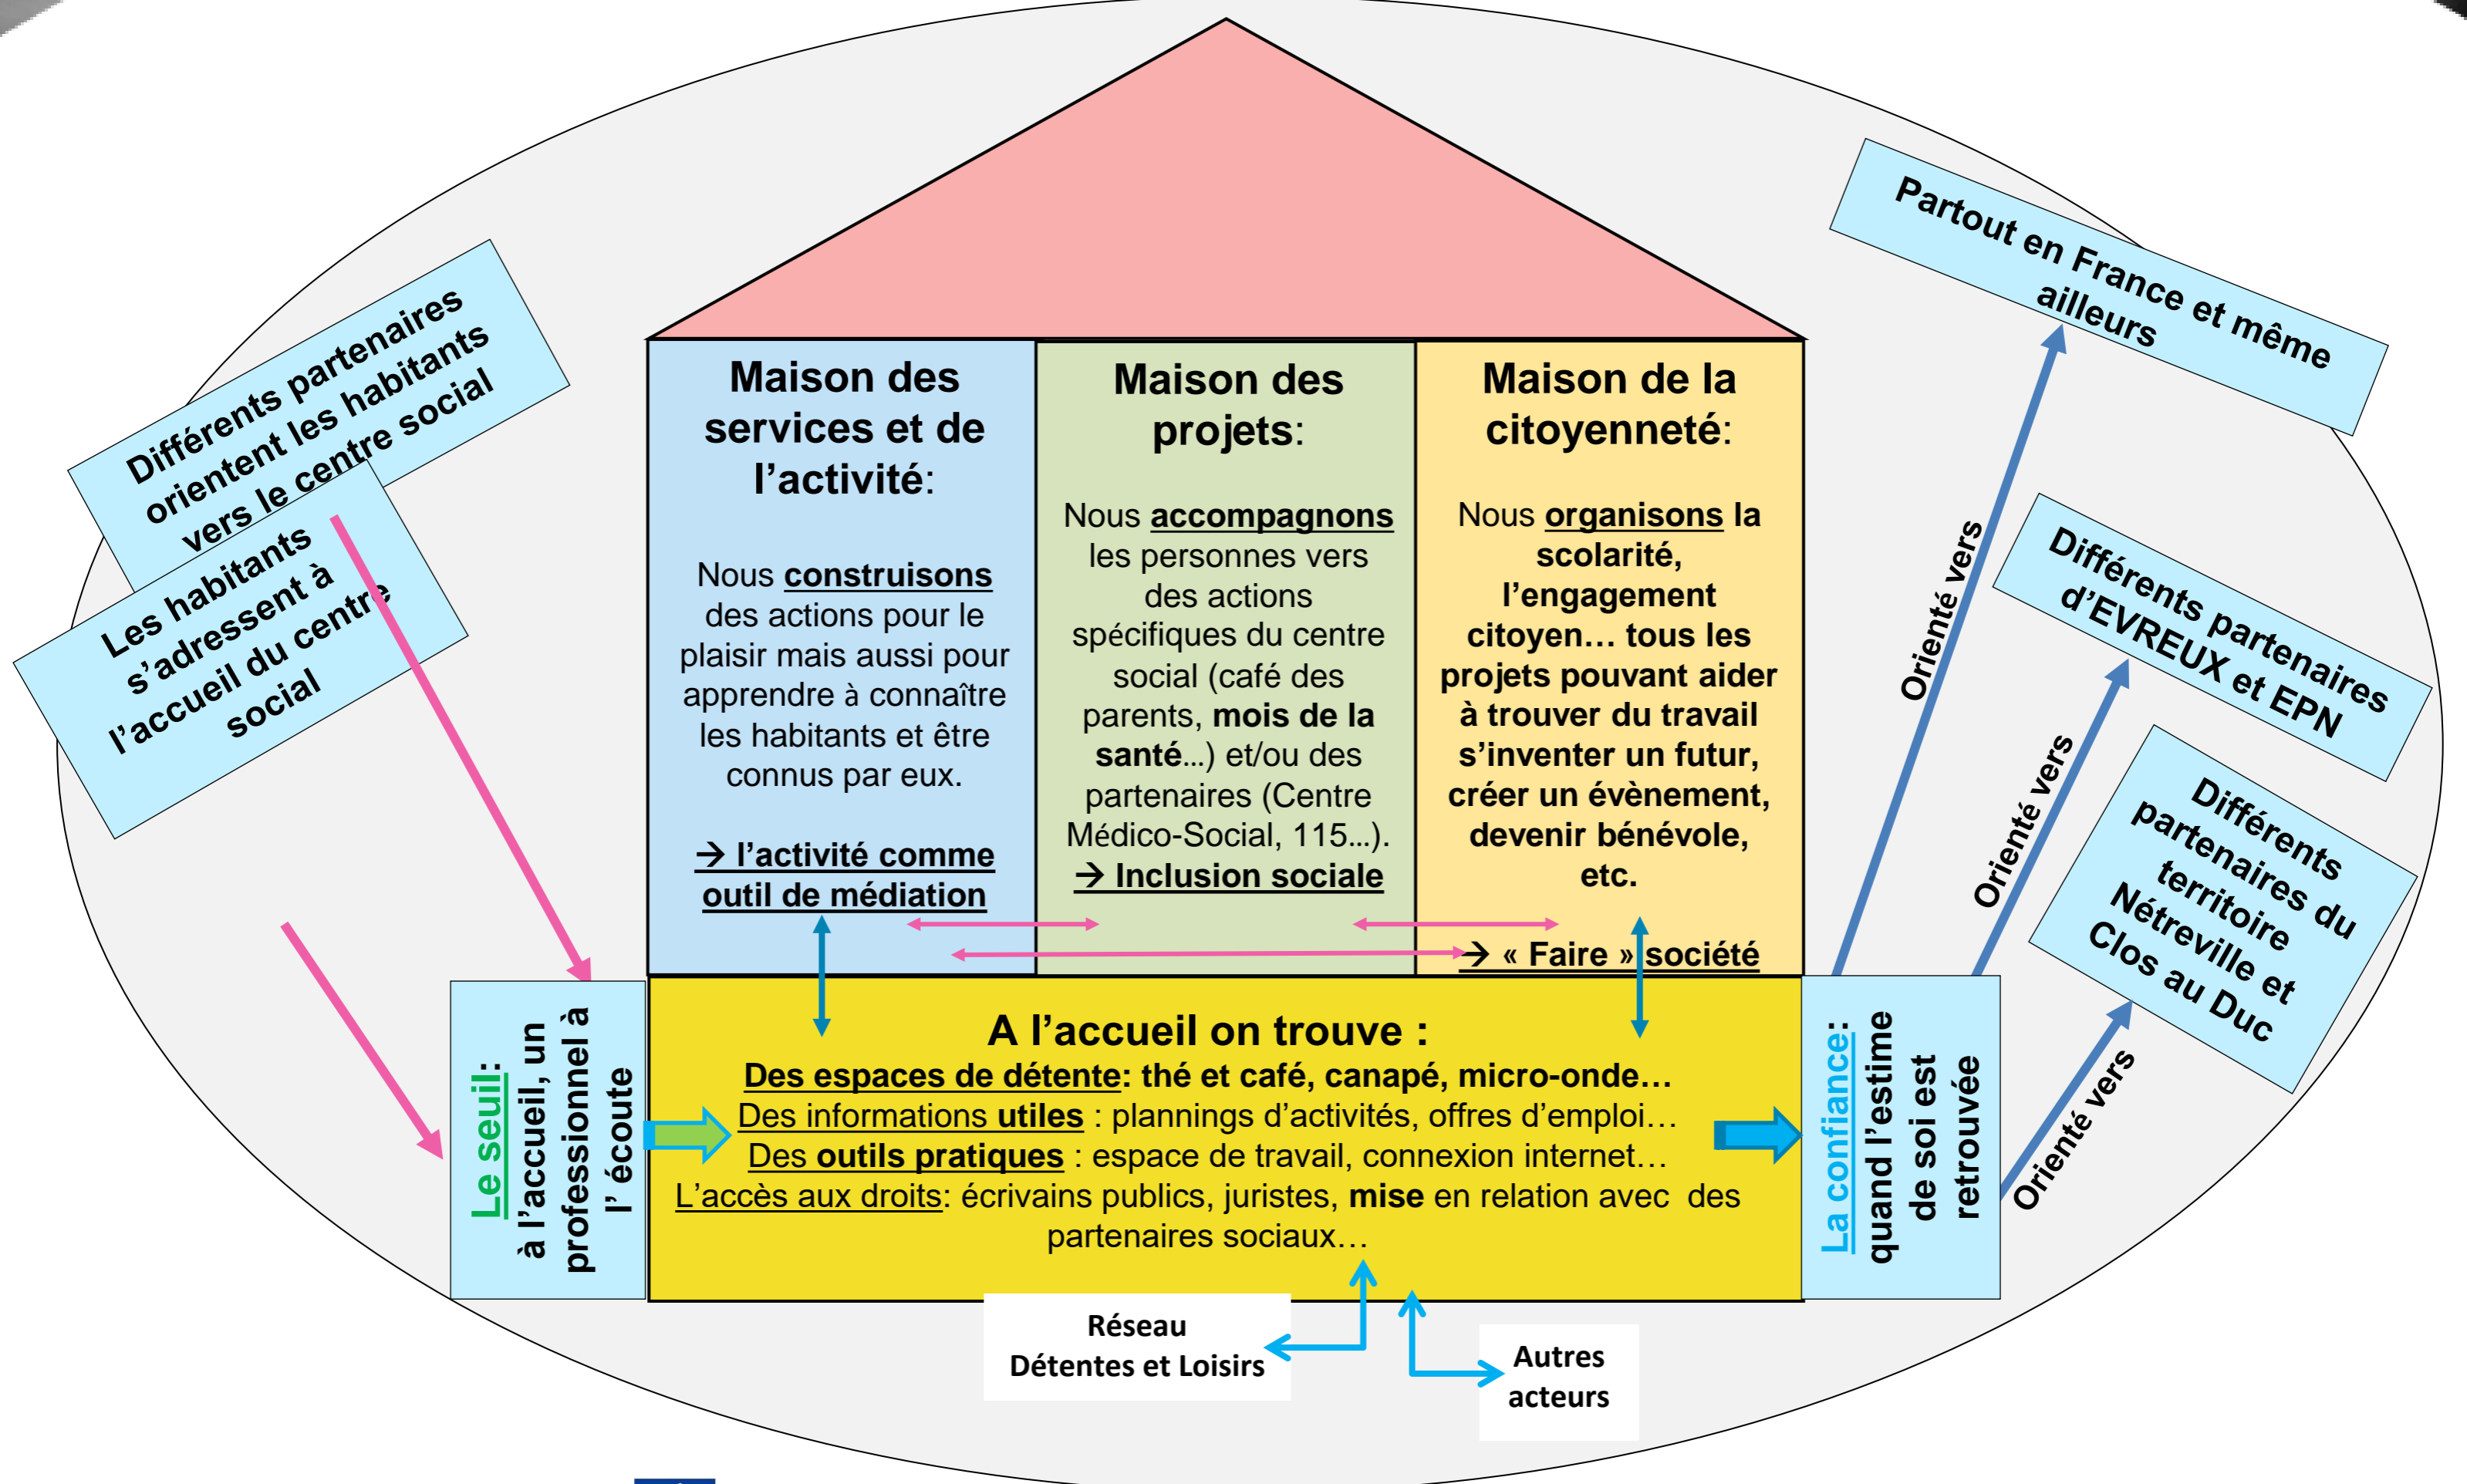 Différents partenaires
orientent les habitants
vers le centre social
Les habitants
s’adressent à
l’accueil du centre
social
Maison des
services et de
l’activité:
Nous construisons
des actions pour le
plaisir mais aussi pour
apprendre à connaître
les habitants et être
connus par eux.
→ l’activité comme
outil de médiation
Maison des
projets:
Nous accompagnons
les personnes vers
des actions
spécifiques du centre
social (café des
parents, mois de la
santé…) et/ou des
partenaires (Centre
Médico-Social, 115…).
→ Inclusion sociale
Maison de la
citoyenneté:
Nous organisons la
scolarité,
l’engagement
citoyen… tous les
projets pouvant aider
à trouver du travail
s’inventer un futur,
créer un évènement,
devenir bénévole,
etc.
→ « Faire » société
Le seuil:
à l’accueil, un
professionnel à
l’ écoute
A l’accueil on trouve :
Des espaces de détente: thé et café, canapé, micro-onde…
Des informations utiles : plannings d’activités, offres d’emploi…
Des outils pratiques : espace de travail, connexion internet…
L’accès aux droits: écrivains publics, juristes, mise en relation avec des
partenaires sociaux…
La confiance:
quand l’estime
de soi est
retrouvée
Orienté vers
Partout en France et même
ailleurs
Orienté vers
Différents partenaires
d’EVREUX et EPN
Orienté vers
Différents
partenaires du
territoire
Nétreville et
Clos au Duc
Réseau
Détentes et Loisirs
Autres
acteurs